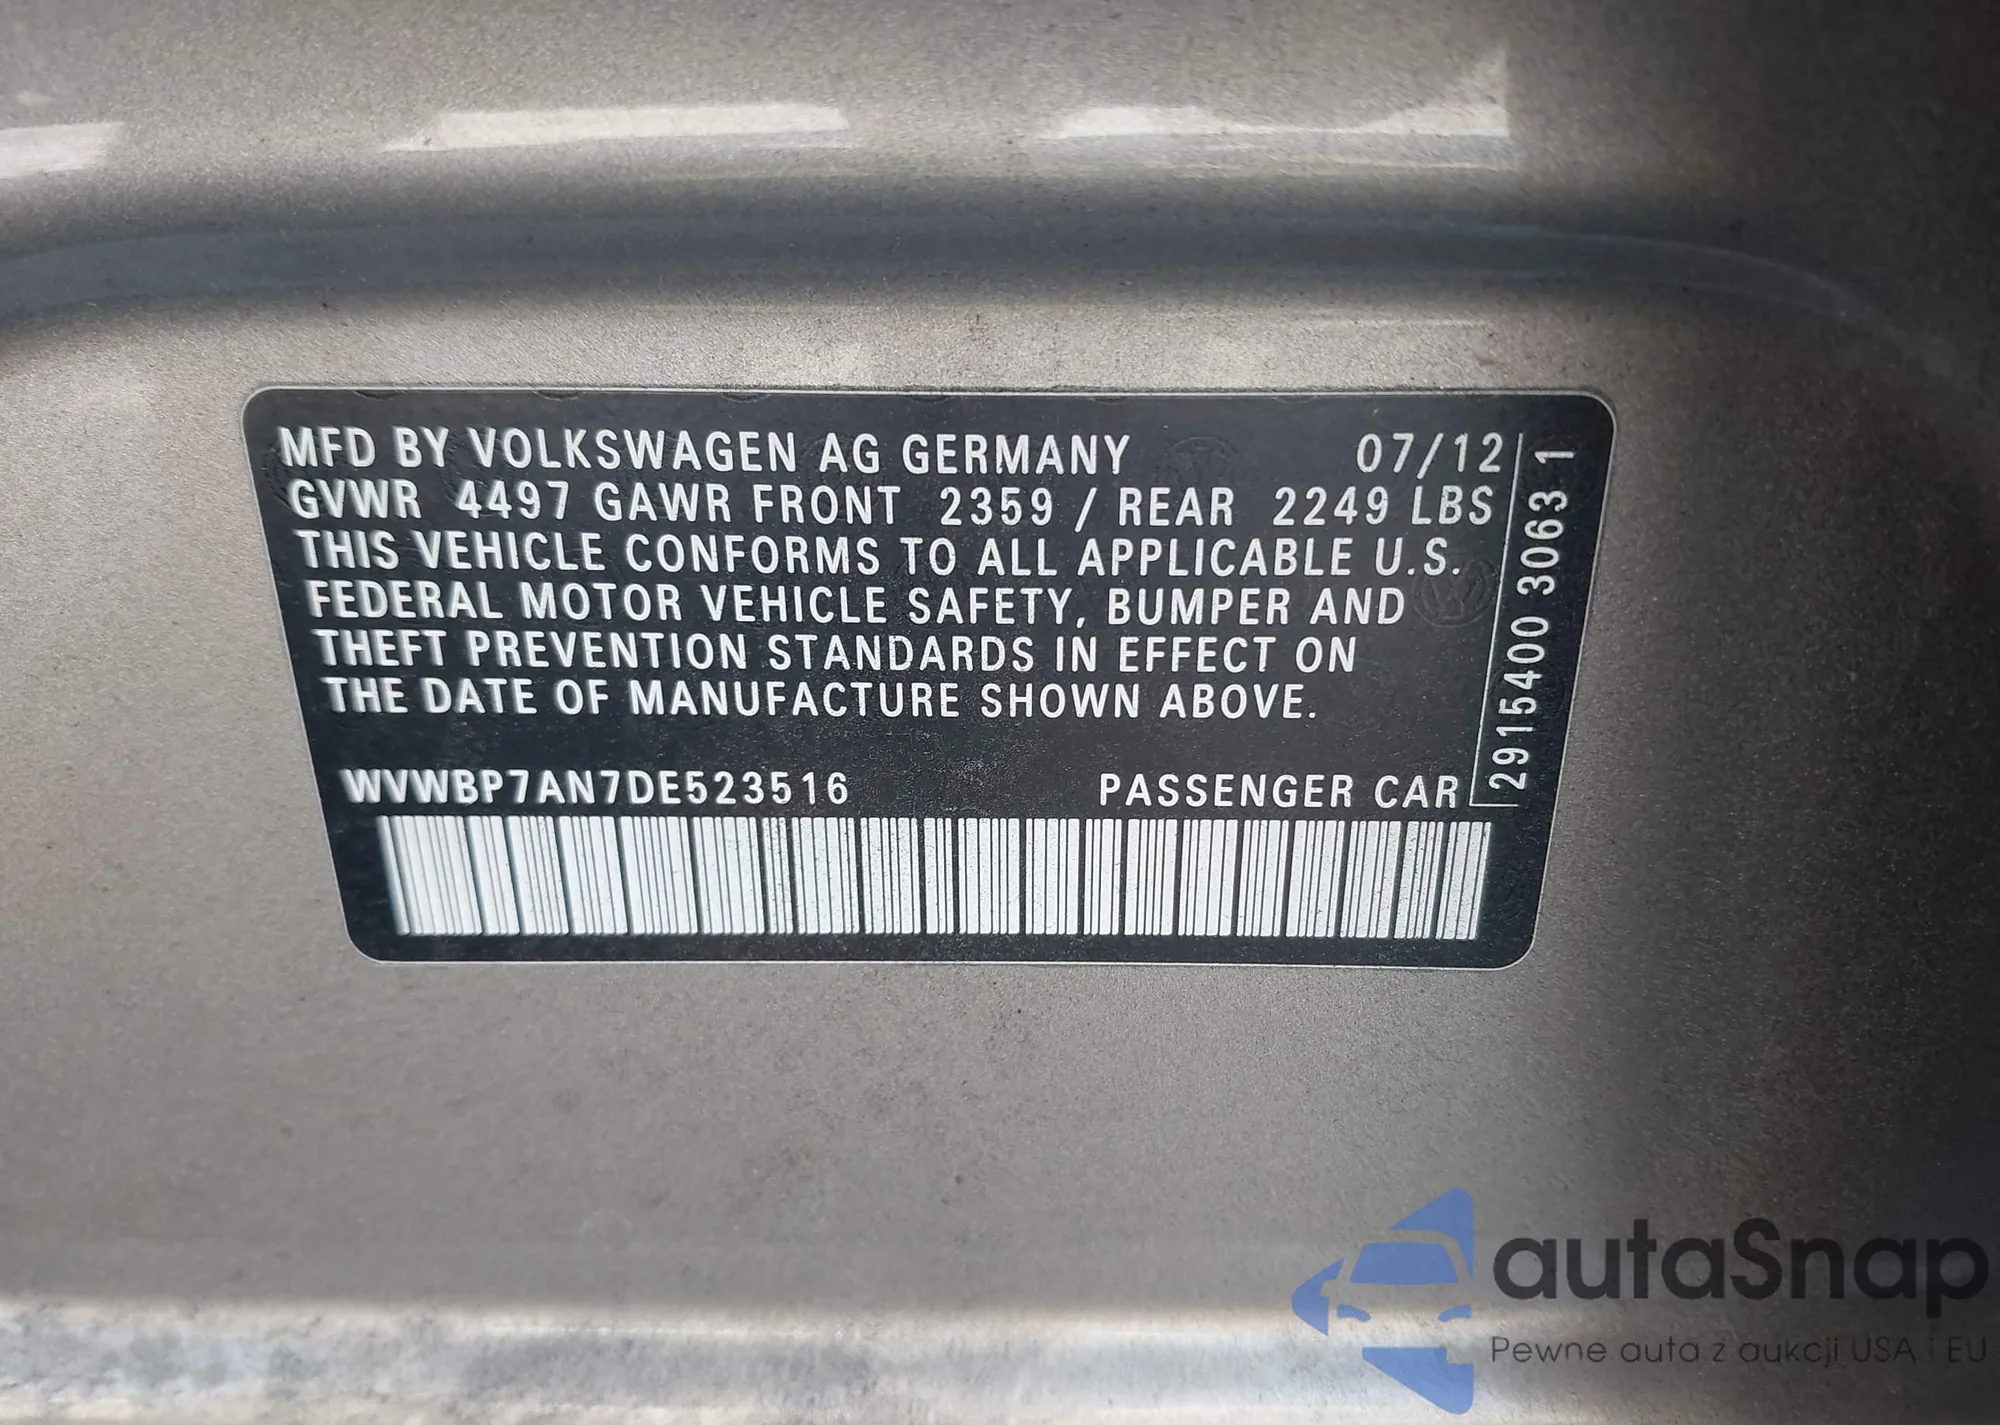 MFD BY VOLKSWAGEN AG GERMANY 07/12
GVWR 4497 GAWR FRONT 2359 / REAR 2249 LBS
THIS VEHICLE CONFORMS TO ALL APPLICABLE U.S.
FEDERAL MOTOR VEHICLE SAFETY, BUMPER AND
THEFT PREVENTION STANDARDS IN EFFECT ON
THE DATE OF MANUFACTURE SHOWN ABOVE.
WVWBP7AN7DE523516 PASSENGER CAR
2915400 3063 1
autaSnap
Pewne auta z aukcji USA i EU